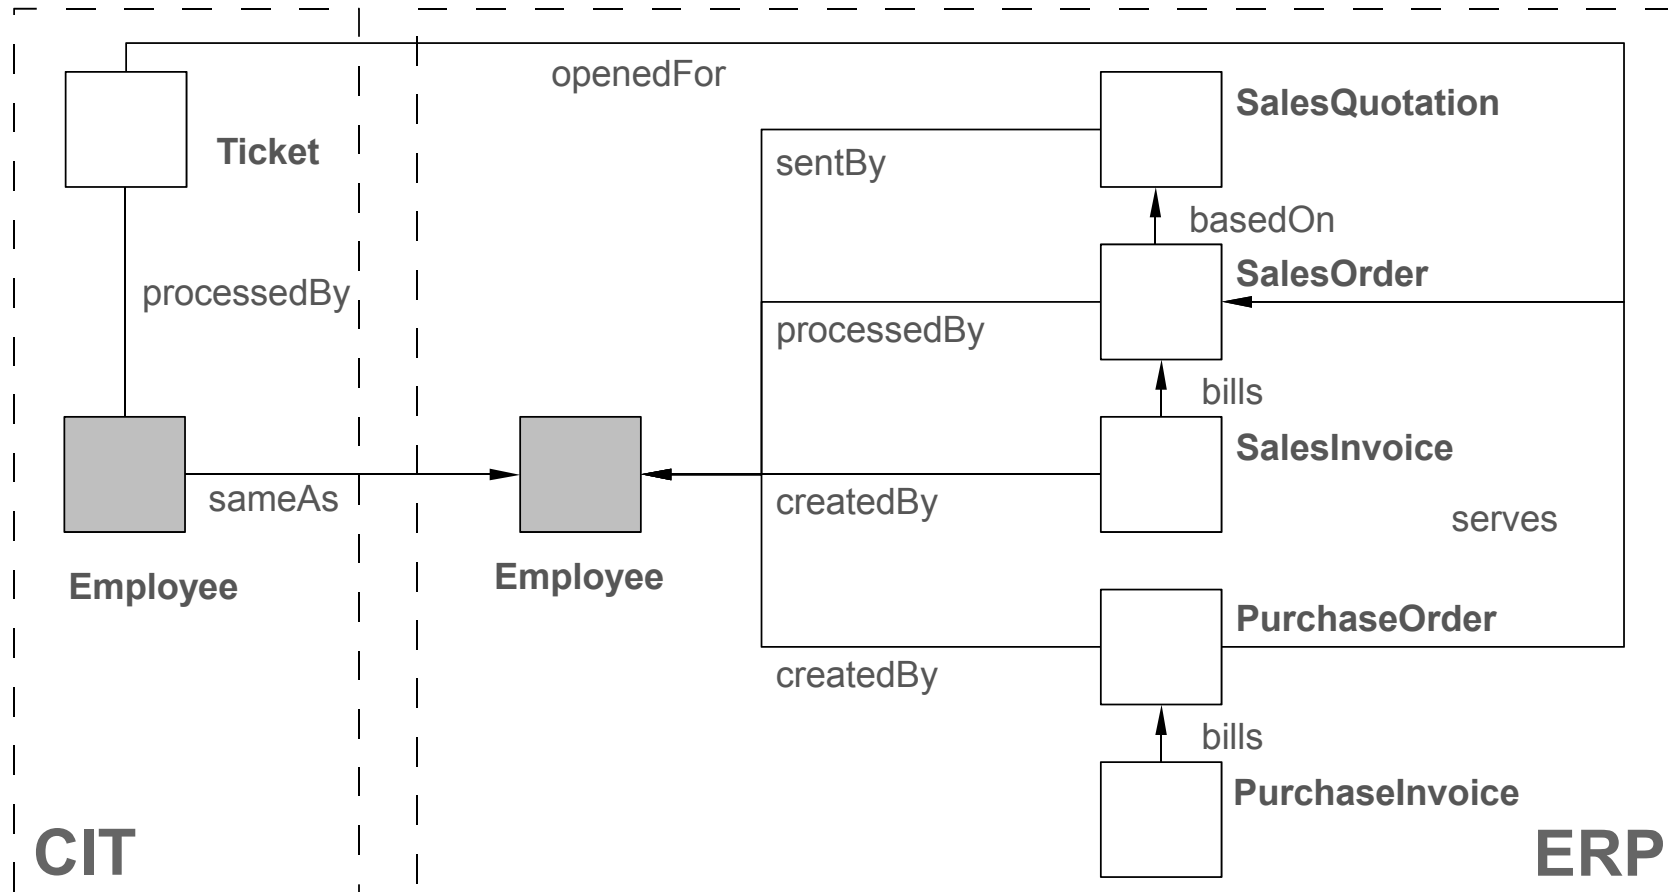 openedFor
SalesQuotation
Ticket
sentBy
basedOn
SalesOrder
processedBy
processedBy
bills
SalesInvoice
sameAs
createdBy
serves
Employee
Employee
PurchaseOrder
createdBy
bills
PurchaseInvoice
CIT
ERP